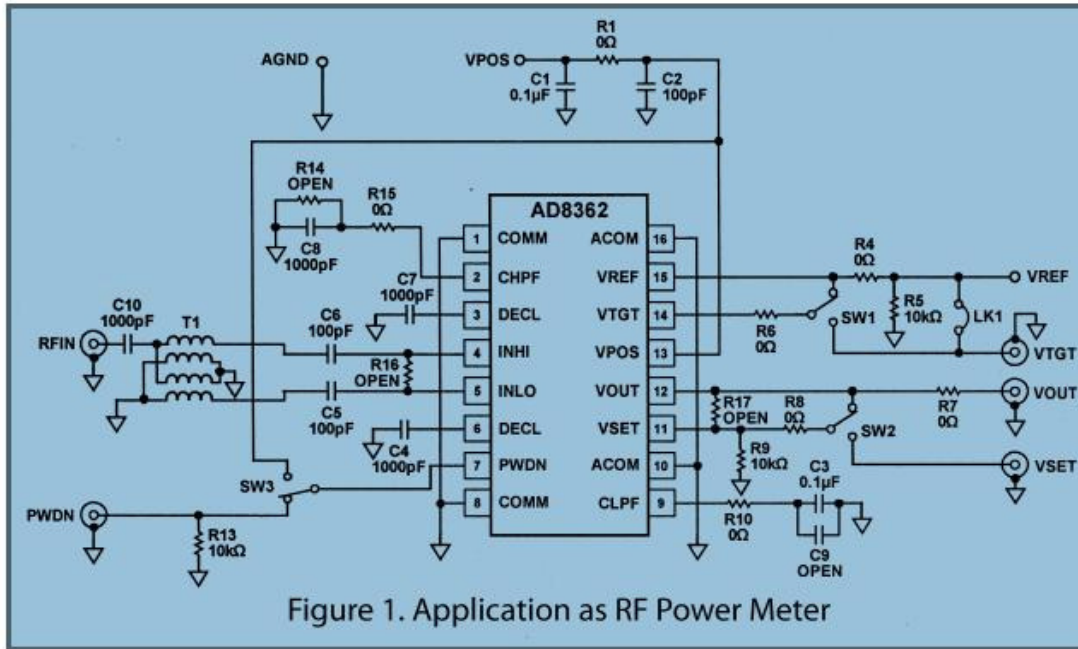 AGND
VPOS
R1
0Ω
C1
0.1µF
C2
100pF
R14
OPEN
R15
0Ω
C8
1000pF
AD8362
1 COMM ACOM 16
2 CHPF VREF 15
3 DECL VTGT 14
4 INHI VPOS 13
5 INLO VOUT 12
6 DECL VSET 11
7 PWDN ACOM 10
8 COMM CLPF 9
C7
1000pF
C10
1000pF
T1
RFIN
C6
100pF
R16
OPEN
C5
100pF
C4
1000pF
SW3
PWDN
R13
10kΩ
R4
0Ω
VREF
R5
10kΩ
LK1
SW1
R6
0Ω
VTGT
R17
OPEN
R8
0Ω
SW2
R7
0Ω
VOUT
R9
10kΩ
VSET
C3
0.1µF
R10
0Ω
C9
OPEN
Figure 1. Application as RF Power Meter